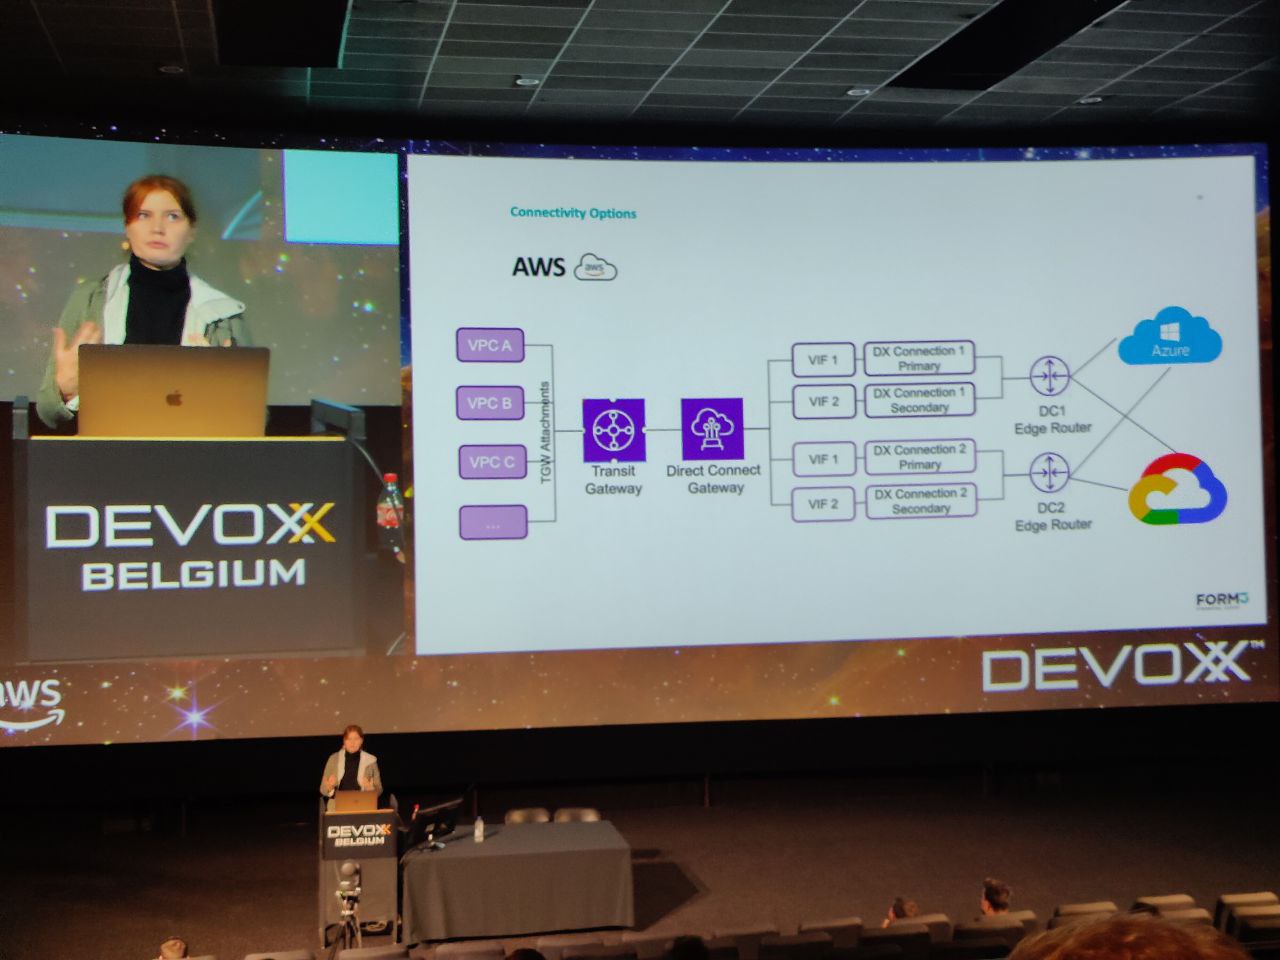 Connectivity Options
AWS
aws
VPC A
VPC B
VPC C
...
TGW Attachments
Transit
Gateway
Direct Connect
Gateway
VIF 1
DX Connection 1
Primary
VIF 2
DX Connection 1
Secondary
VIF 1
DX Connection 2
Primary
VIF 2
DX Connection 2
Secondary
DC1
Edge Router
DC2
Edge Router
Azure
FORM3
DEVOXX
BELGIUM
aws
DEVOXX™
DEVOXX
BELGIUM